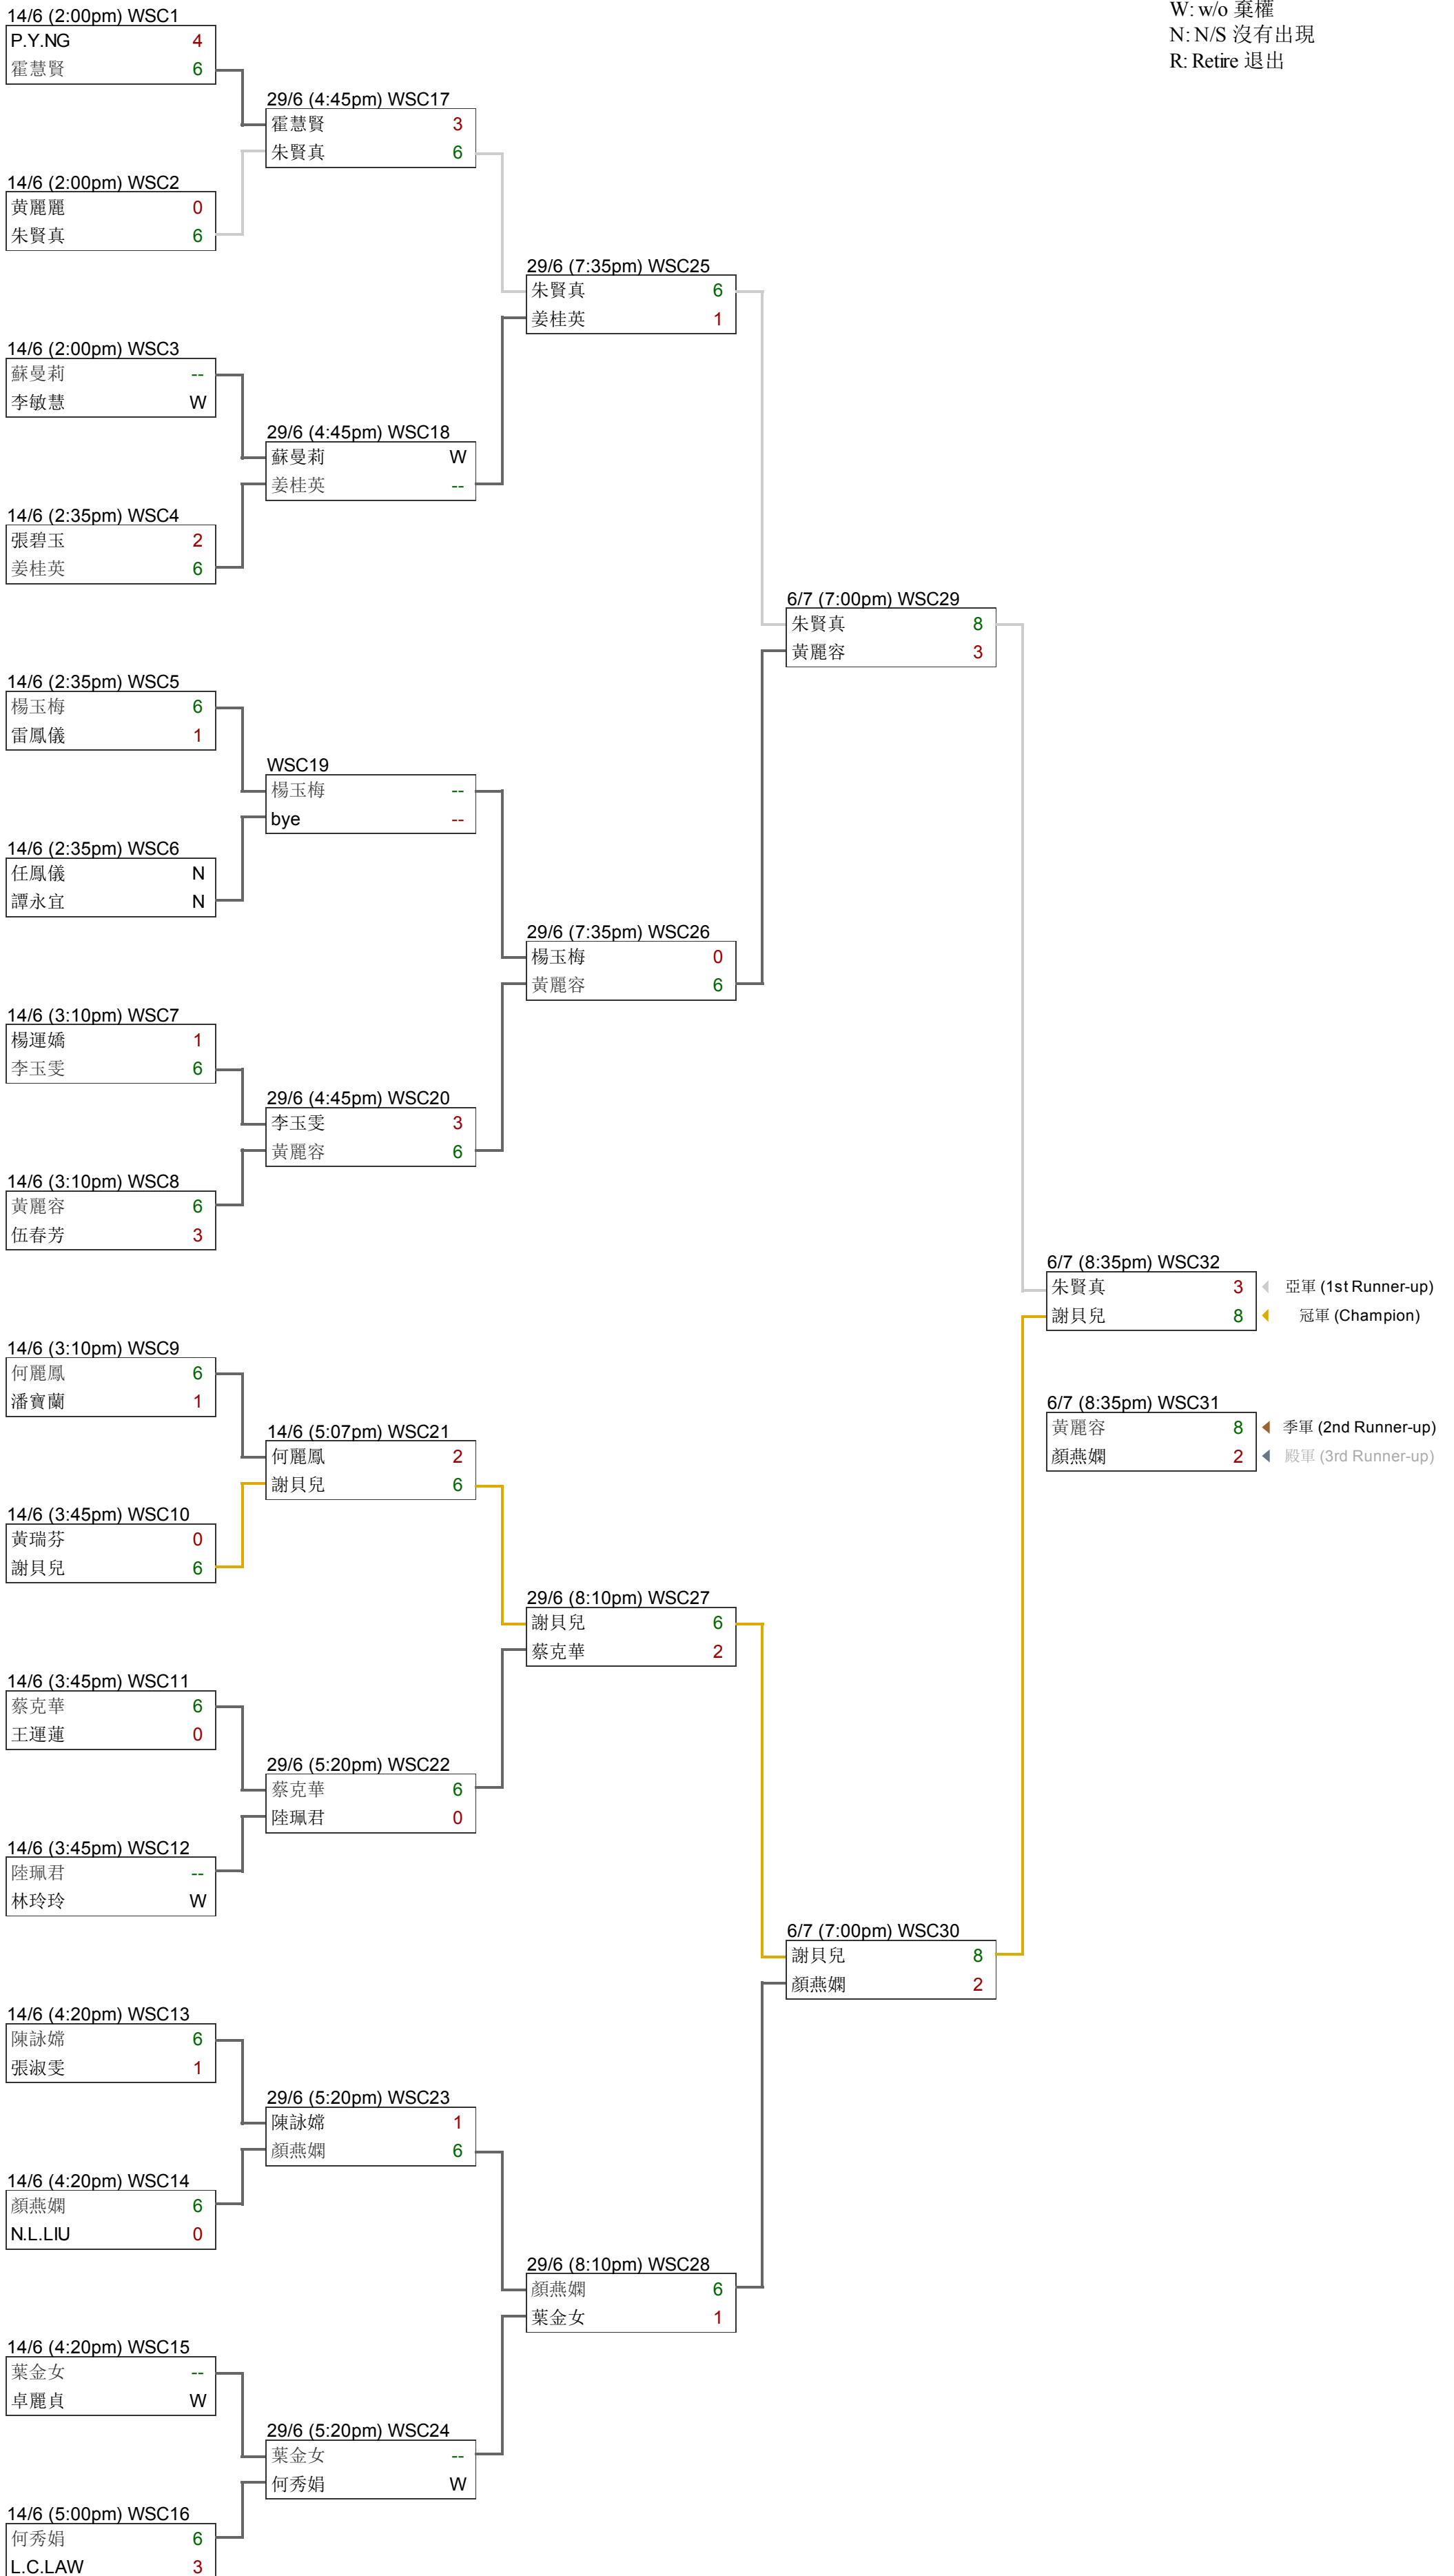 W: w/o 棄權
N: N/S 沒有出現
R: Retire 退出
14/6 (2:00pm) WSC1
P.Y.NG 4
霍慧賢 6
29/6 (4:45pm) WSC17
霍慧賢 3
朱賢真 6
14/6 (2:00pm) WSC2
黄麗麗 0
朱賢真 6
29/6 (7:35pm) WSC25
朱賢真 6
姜桂英 1
14/6 (2:00pm) WSC3
蘇曼莉 --
李敏慧 W
29/6 (4:45pm) WSC18
蘇曼莉 W
姜桂英 --
14/6 (2:35pm) WSC4
張碧玉 2
姜桂英 6
6/7 (7:00pm) WSC29
朱賢真 8
黃麗容 3
14/6 (2:35pm) WSC5
楊玉梅 6
雷鳳儀 1
WSC19
楊玉梅 --
bye --
14/6 (2:35pm) WSC6
任鳳儀 N
譚永宜 N
29/6 (7:35pm) WSC26
楊玉梅 0
黃麗容 6
14/6 (3:10pm) WSC7
楊運嬌 1
李玉雯 6
29/6 (4:45pm) WSC20
李玉雯 3
黃麗容 6
14/6 (3:10pm) WSC8
黃麗容 6
伍春芳 3
6/7 (8:35pm) WSC32
朱賢真 3 亞軍 (1st Runner-up)
謝貝兒 8 冠軍 (Champion)
14/6 (3:10pm) WSC9
何麗鳳 6
潘寶蘭 1
6/7 (8:35pm) WSC31
黃麗容 8 季軍 (2nd Runner-up)
顏燕嫻 2 殿軍 (3rd Runner-up)
14/6 (5:07pm) WSC21
何麗鳳 2
謝貝兒 6
14/6 (3:45pm) WSC10
黃瑞芬 0
謝貝兒 6
29/6 (8:10pm) WSC27
謝貝兒 6
蔡克華 2
14/6 (3:45pm) WSC11
蔡克華 6
王運蓮 0
29/6 (5:20pm) WSC22
蔡克華 6
陸珮君 0
14/6 (3:45pm) WSC12
陸珮君 --
林玲玲 W
6/7 (7:00pm) WSC30
謝貝兒 8
顏燕嫻 2
14/6 (4:20pm) WSC13
陳詠嫦 6
張淑雯 1
29/6 (5:20pm) WSC23
陳詠嫦 1
顏燕嫻 6
14/6 (4:20pm) WSC14
顏燕嫻 6
N.L.LIU 0
29/6 (8:10pm) WSC28
顏燕嫻 6
葉金女 1
14/6 (4:20pm) WSC15
葉金女 --
卓麗貞 W
29/6 (5:20pm) WSC24
葉金女 --
何秀娟 W
14/6 (5:00pm) WSC16
何秀娟 6
L.C.LAW 3